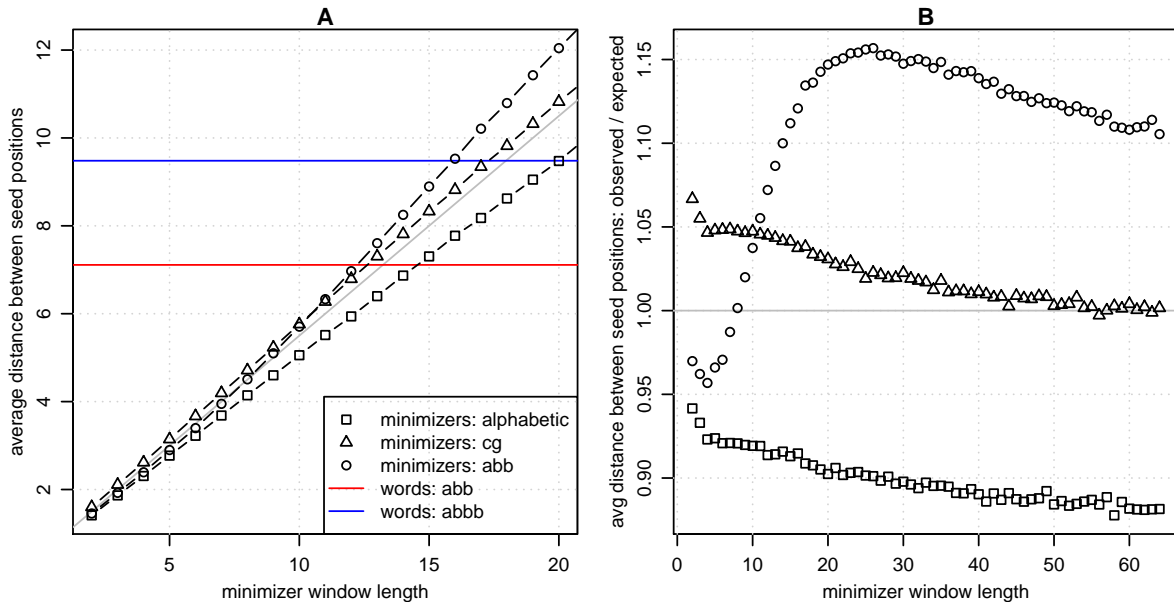 A
average distance between seed positions
12
10
8
6
4
2
5
10
15
20
minimizer window length
minimizers: alphabetic
minimizers: cg
minimizers: abb
words: abb
words: abbb
B
avg distance between seed positions: observed / expected
1.15
1.10
1.05
1.00
0.95
0.90
0
10
20
30
40
50
60
minimizer window length